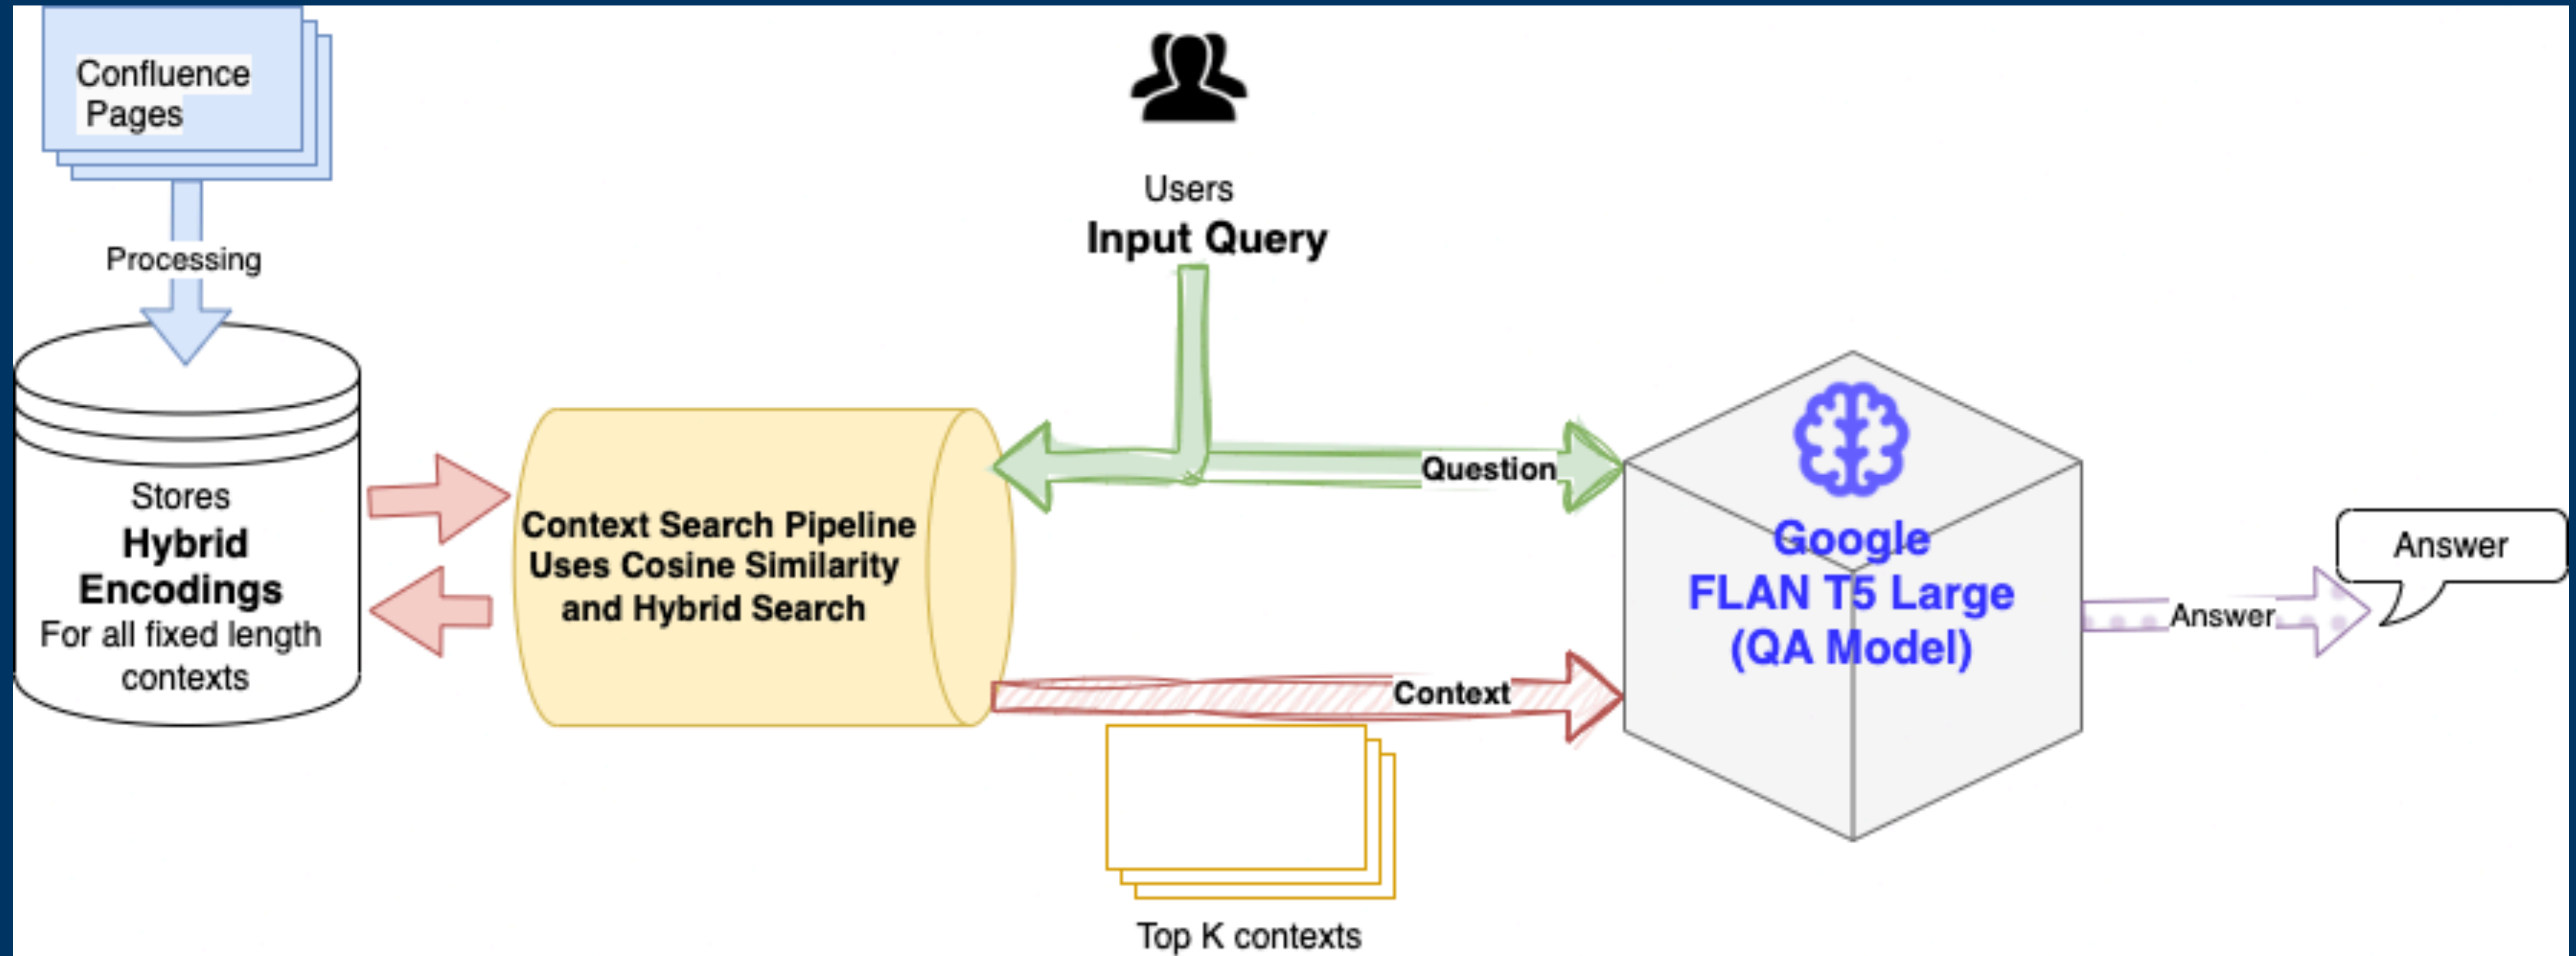 Confluence
Pages
Processing
Stores
Hybrid
Encodings
For all fixed length
contexts
Context Search Pipeline
Uses Cosine Similarity
and Hybrid Search
Users
Input Query
Question
Context
Top K contexts
Google
FLAN T5 Large
(QA Model)
Answer
Answer